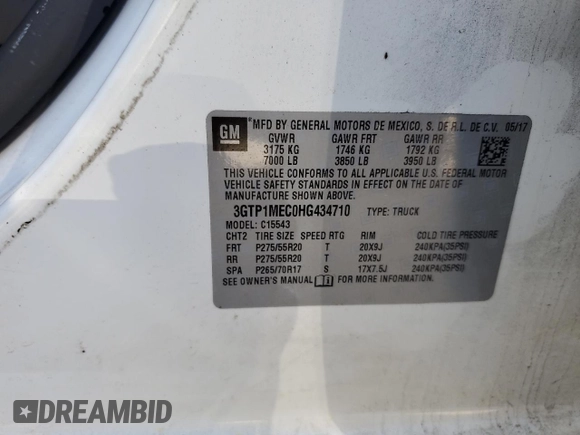 GM
*MFD BY GENERAL MOTORS DE MEXICO, S. DE R.L. DE C.V. 05/17
GVWR GAWR FRT GAWR RR
3175 KG 1746 KG 1792 KG
7000 LB 3850 LB 3950 LB
THIS VEHICLE CONFORMS TO ALL APPLICABLE U.S. FEDERAL MOTOR
VEHICLE SAFETY STANDARDS IN EFFECT ON THE DATE OF
MANUFACTURE SHOWN ABOVE.
3GTP1MEC0HG434710 TYPE: TRUCK
MODEL: C15543
CHT2 TIRE SIZE SPEED RTG RIM COLD TIRE PRESSURE
FRT P275/55R20 T 20X9J 240KPA(35PSI)
RR P275/55R20 T 20X9J 240KPA(35PSI)
SPA P265/70R17 S 17X7.5J 240KPA(35PSI)
SEE OWNER'S MANUAL FOR MORE INFORMATION.
DREAMBID